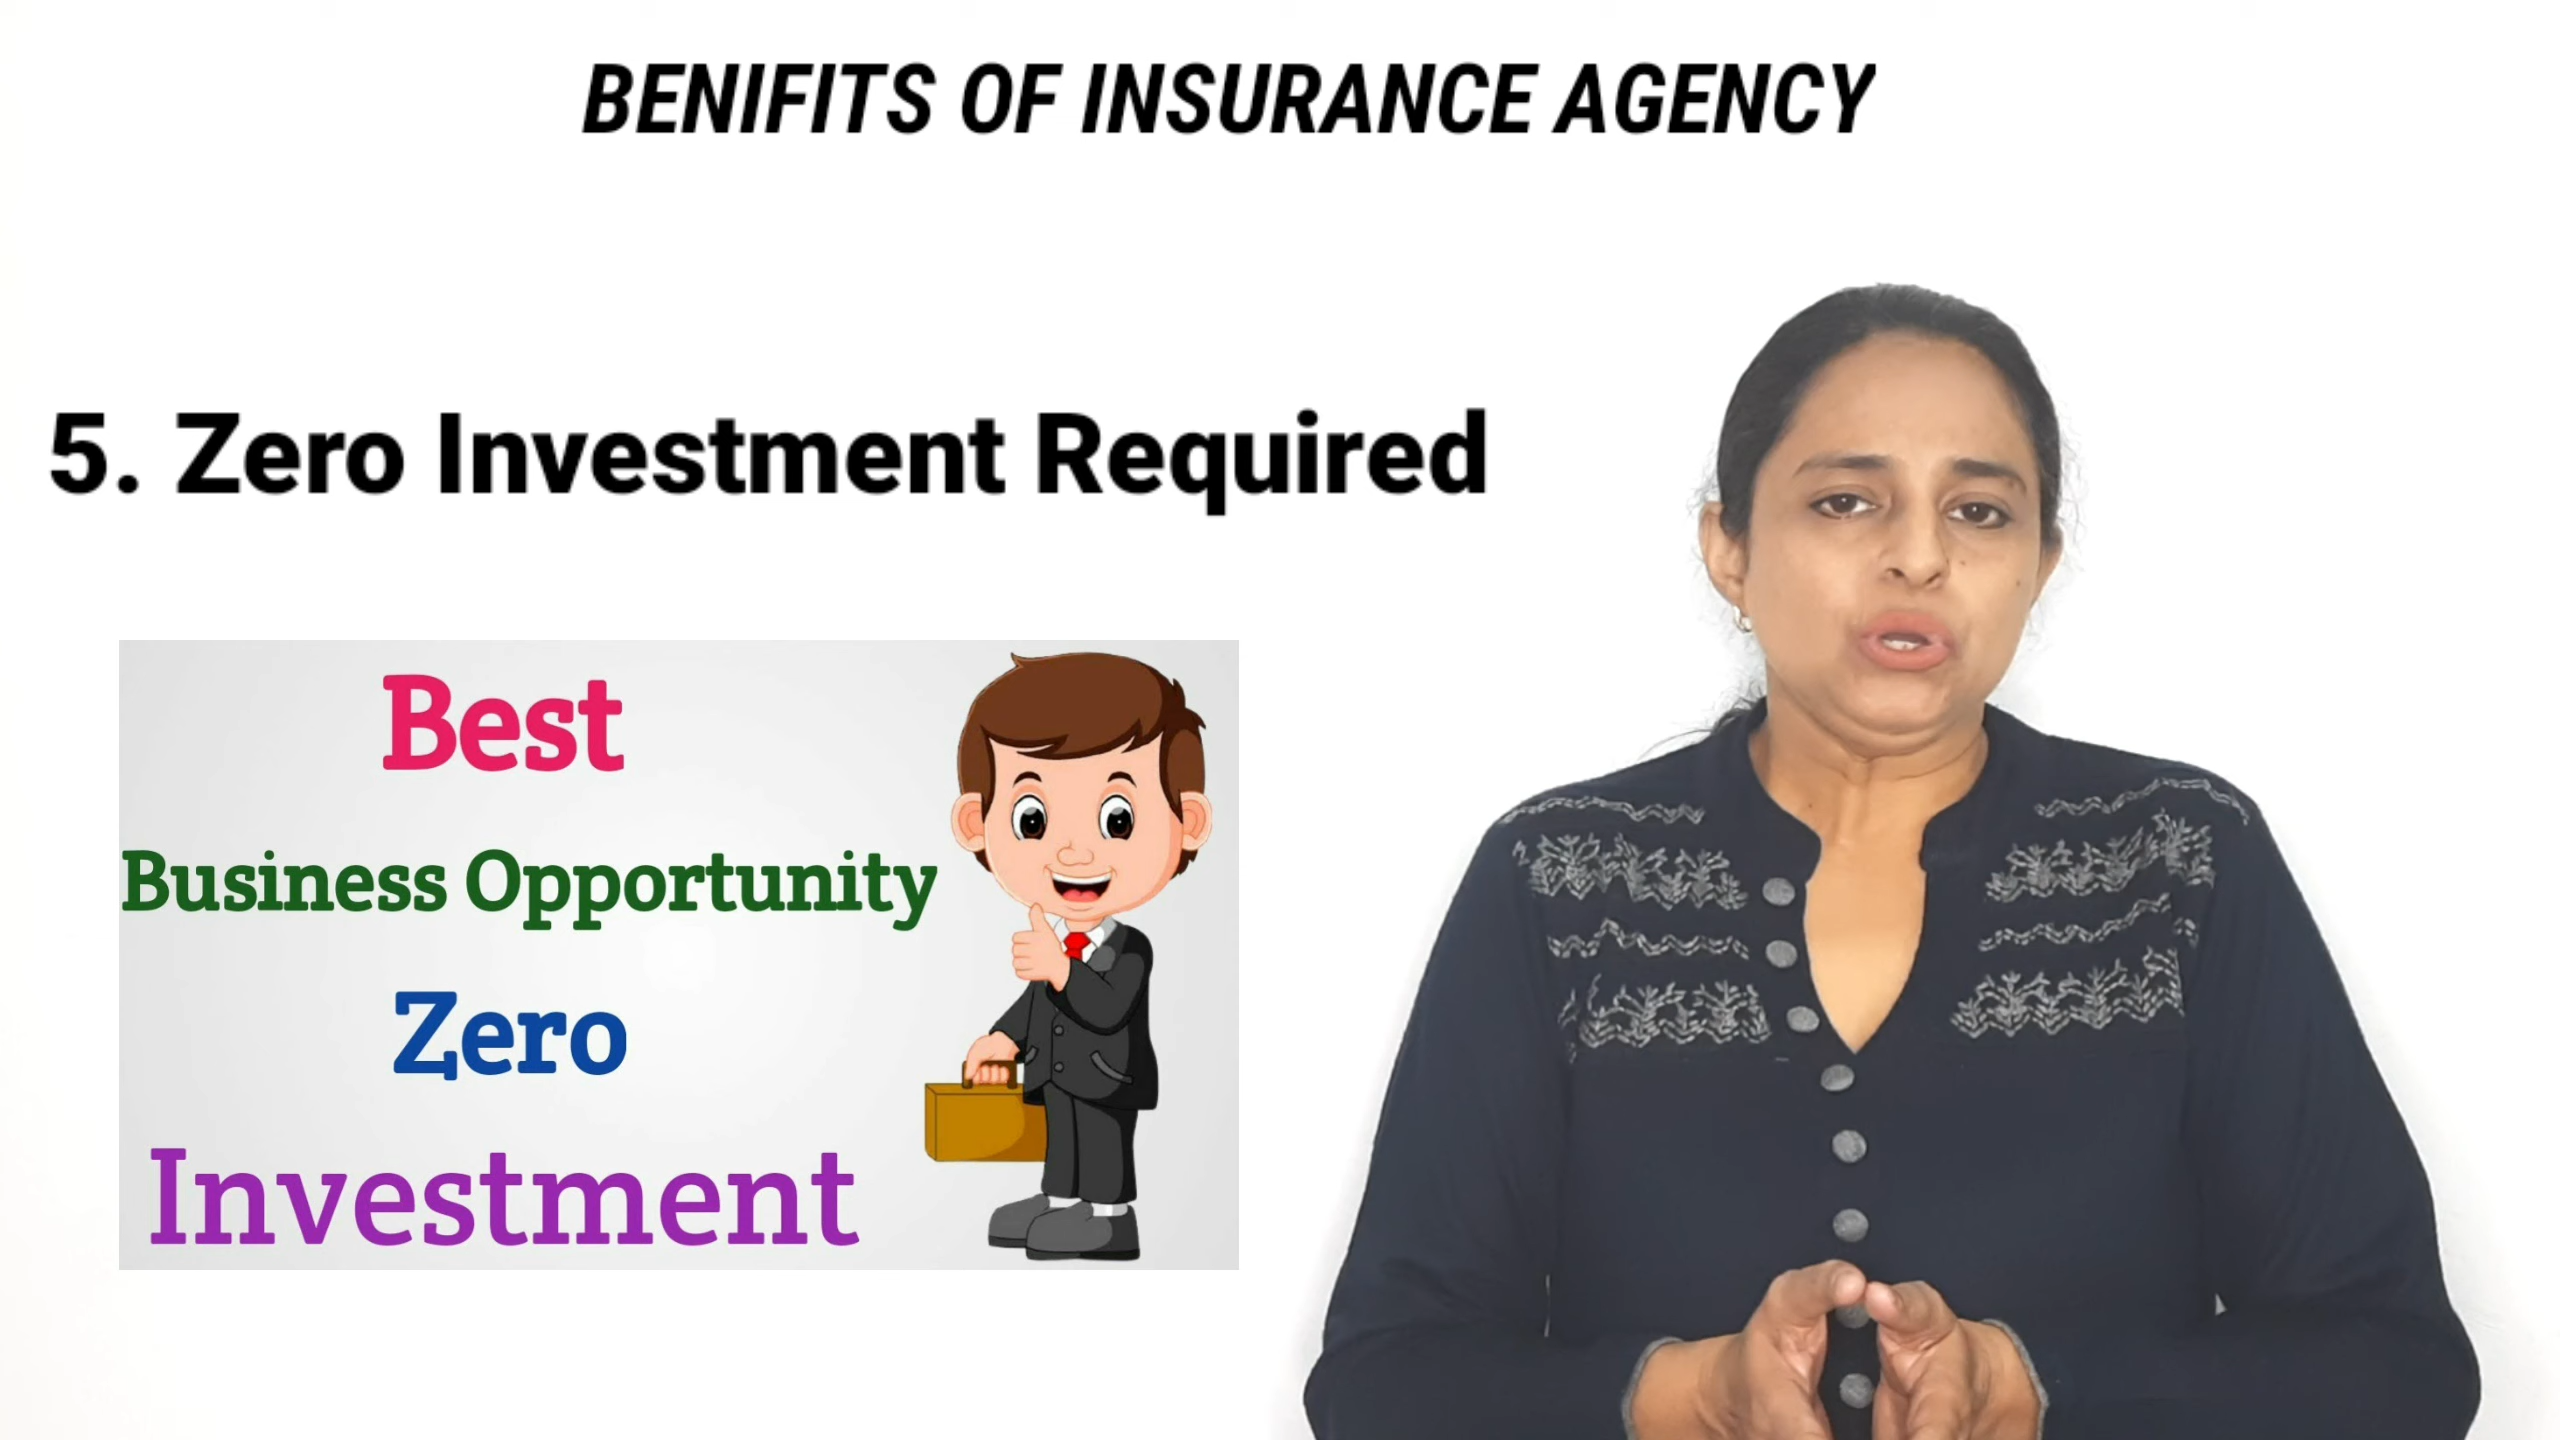 BENIFITS OF INSURANCE AGENCY
5. Zero Investment Required
Best
Business Opportunity
Zero
Investment